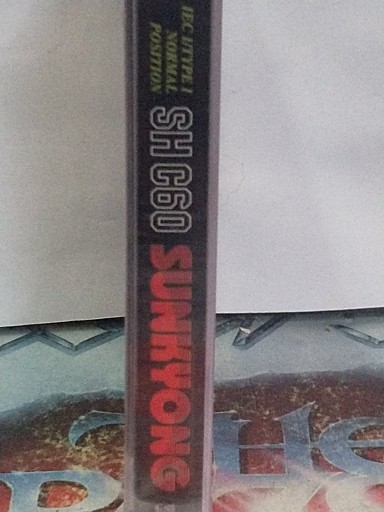 IEC I/TYPE I
NORMAL
POSITION
SH C60
SUNKYONG